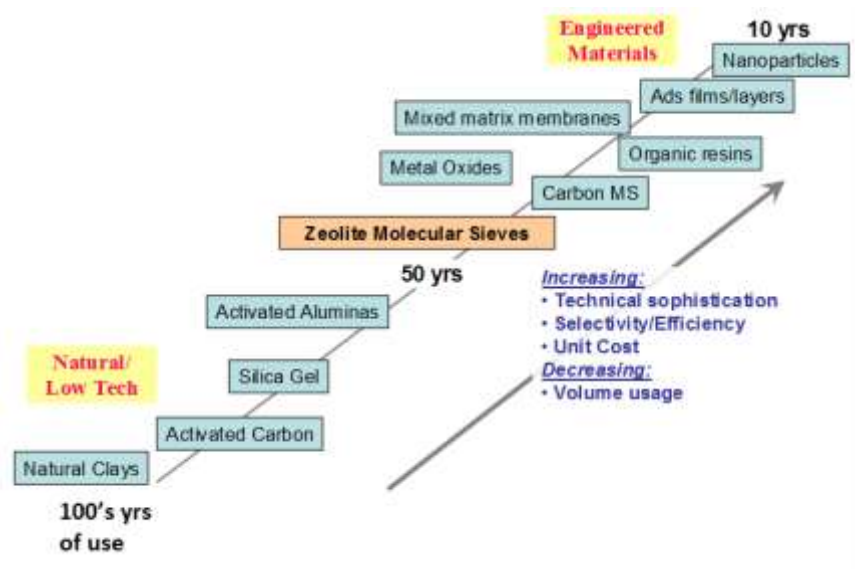 Engineered
Materials
10 yrs
Nanoparticles
Ads films/layers
Mixed matrix membranes
Organic resins
Metal Oxides
Carbon MS
Zeolite Molecular Sieves
50 yrs
Activated Aluminas
Increasing:
• Technical sophistication
• Selectivity/Efficiency
• Unit Cost
Decreasing:
• Volume usage
Natural/
Low Tech
Silica Gel
Activated Carbon
Natural Clays
100's yrs
of use